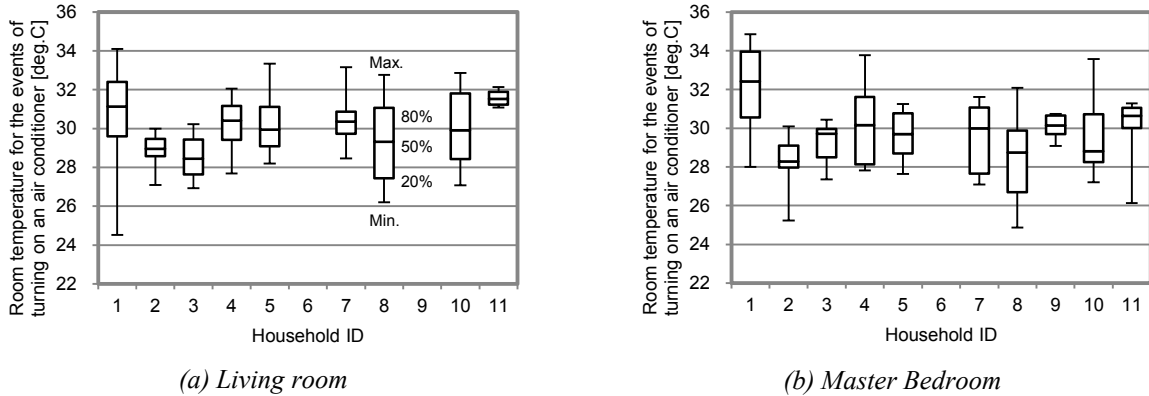 Room temperature for the events of
turning on an air conditioner [deg.C]
36
34
32
30
28
26
24
22
Max.
80%
50%
20%
Min.
1 2 3 4 5 6 7 8 9 10 11
Household ID
(a) Living room
Room temperature for the events of
turning on an air conditioner [deg.C]
36
34
32
30
28
26
24
22
1 2 3 4 5 6 7 8 9 10 11
Household ID
(b) Master Bedroom